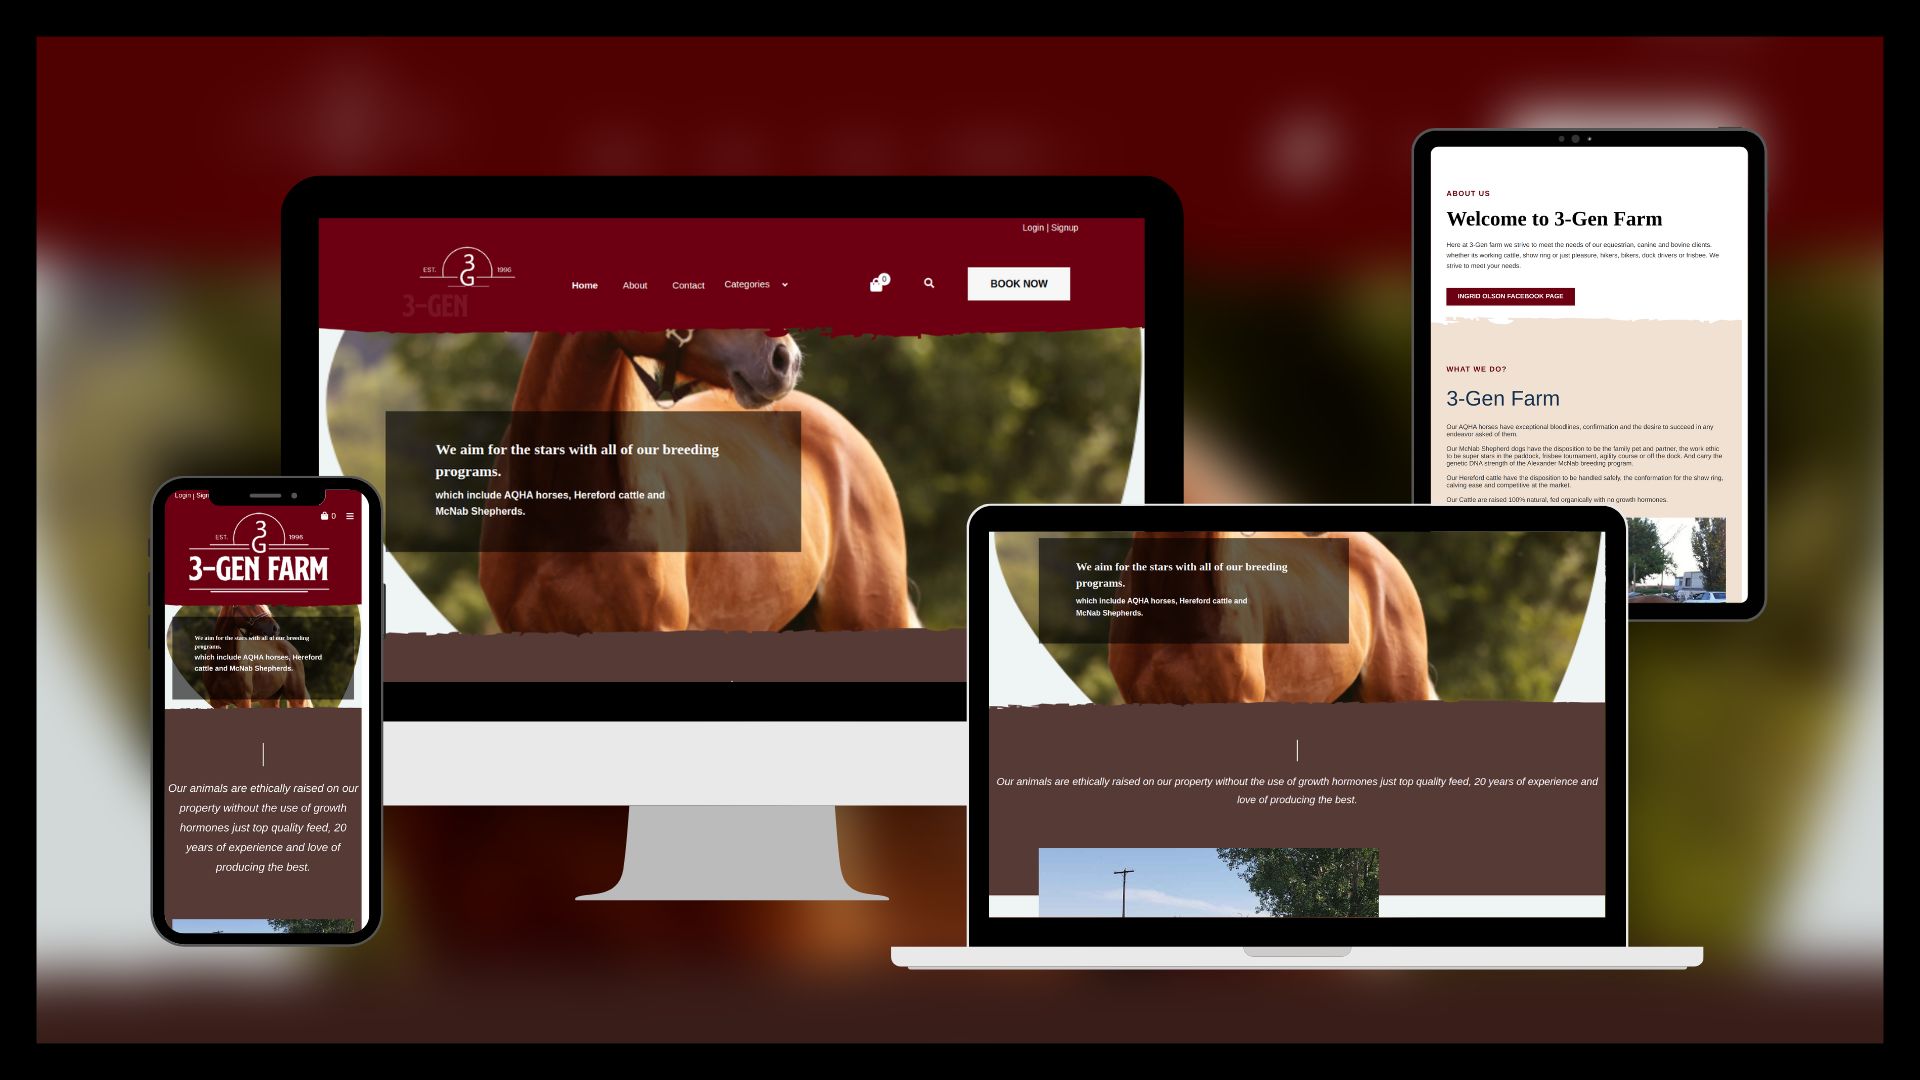 Login | Signup
EST. 3G 1996
3-GEN
Home About Contact Categories 0 BOOK NOW
We aim for the stars with all of our breeding
programs.
which include AQHA horses, Hereford cattle and
McNab Shepherds.
ABOUT US
Welcome to 3-Gen Farm
Here at 3-Gen farm we strive to meet the needs of our equestrian, canine and bovine clients.
whether its working cattle, show ring or just pleasure, hikers, bikers, dock drivers or frisbee. We
strive to meet your needs.
INGRID OLSON FACEBOOK PAGE
WHAT WE DO?
3-Gen Farm
Our AQHA horses have exceptional bloodlines, confirmation and the desire to succeed in any
endeavor asked of them.
Our McNab Shepherd dogs have the disposition to be the family pet and partner, the work ethic
to be super stars in the paddock, frisbee tournament, agility course or off the dock. And carry the
genetic DNA strength of the Alexander McNab breeding program.
Our Hereford cattle have the disposition to be handled safely, the conformation for the show ring,
calving ease and competitive at the market.
Our Cattle are raised 100% natural, fed organically with no growth hormones.
Login | Sign
0
EST. 3G 1996
3-GEN FARM
We aim for the stars with all of our breeding
programs.
which include AQHA horses, Hereford
cattle and McNab Shepherds.
Our animals are ethically raised on our
property without the use of growth
hormones just top quality feed, 20
years of experience and love of
producing the best.
We aim for the stars with all of our breeding
programs.
which include AQHA horses, Hereford cattle and
McNab Shepherds.
Our animals are ethically raised on our property without the use of growth hormones just top quality feed, 20 years of experience and
love of producing the best.